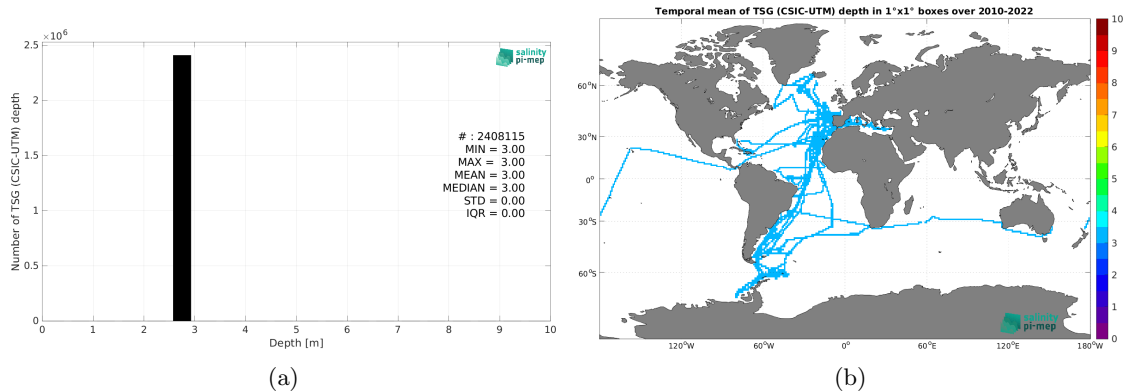 ×10⁶
2.5
2
1.5
1
0.5
0
0 1 2 3 4 5 6 7 8 9 10
Number of TSG (CSIC-UTM) depth
Depth [m]
salinity
pi-mep
# : 2408115
MIN = 3.00
MAX = 3.00
MEAN = 3.00
MEDIAN = 3.00
STD = 0.00
IQR = 0.00
(a)
Temporal mean of TSG (CSIC-UTM) depth in 1°x1° boxes over 2010-2022
60°N
30°N
0°
30°S
60°S
120°W 60°W 0° 60°E 120°E 180°W
10
9
8
7
6
5
4
3
2
1
0
salinity
pi-mep
(b)